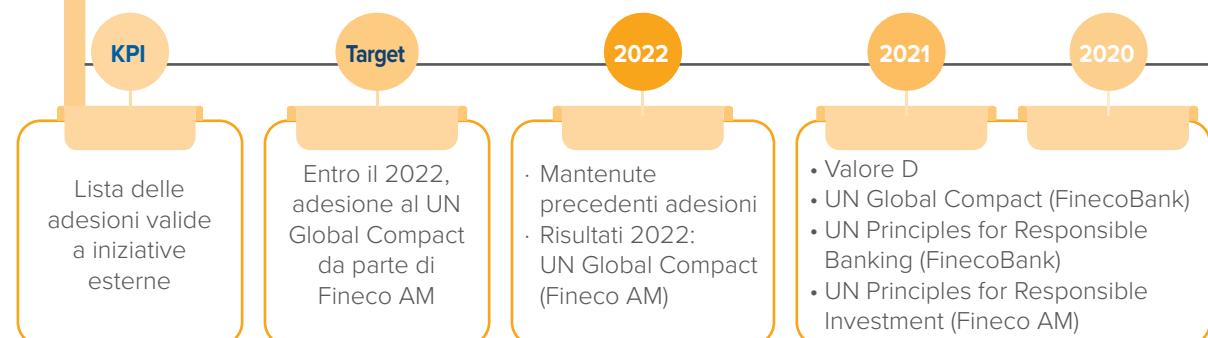 KPI
Target
2022
2021
2020
Lista delle
adesioni valide
a iniziative
esterne
Entro il 2022,
adesione al UN
Global Compact
da parte di
Fineco AM
· Mantenute
precedenti adesioni
· Risultati 2022:
UN Global Compact
(Fineco AM)
• Valore D
• UN Global Compact (FinecoBank)
• UN Principles for Responsible
Banking (FinecoBank)
• UN Principles for Responsible
Investment (Fineco AM)